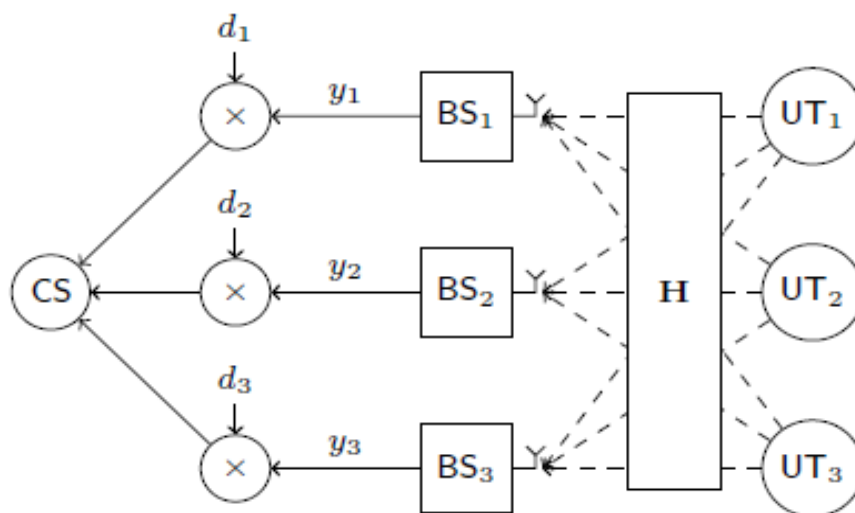 d₁
× y₁ BS₁ UT₁
d₂
CS × y₂ BS₂ H UT₂
d₃
× y₃ BS₃ UT₃